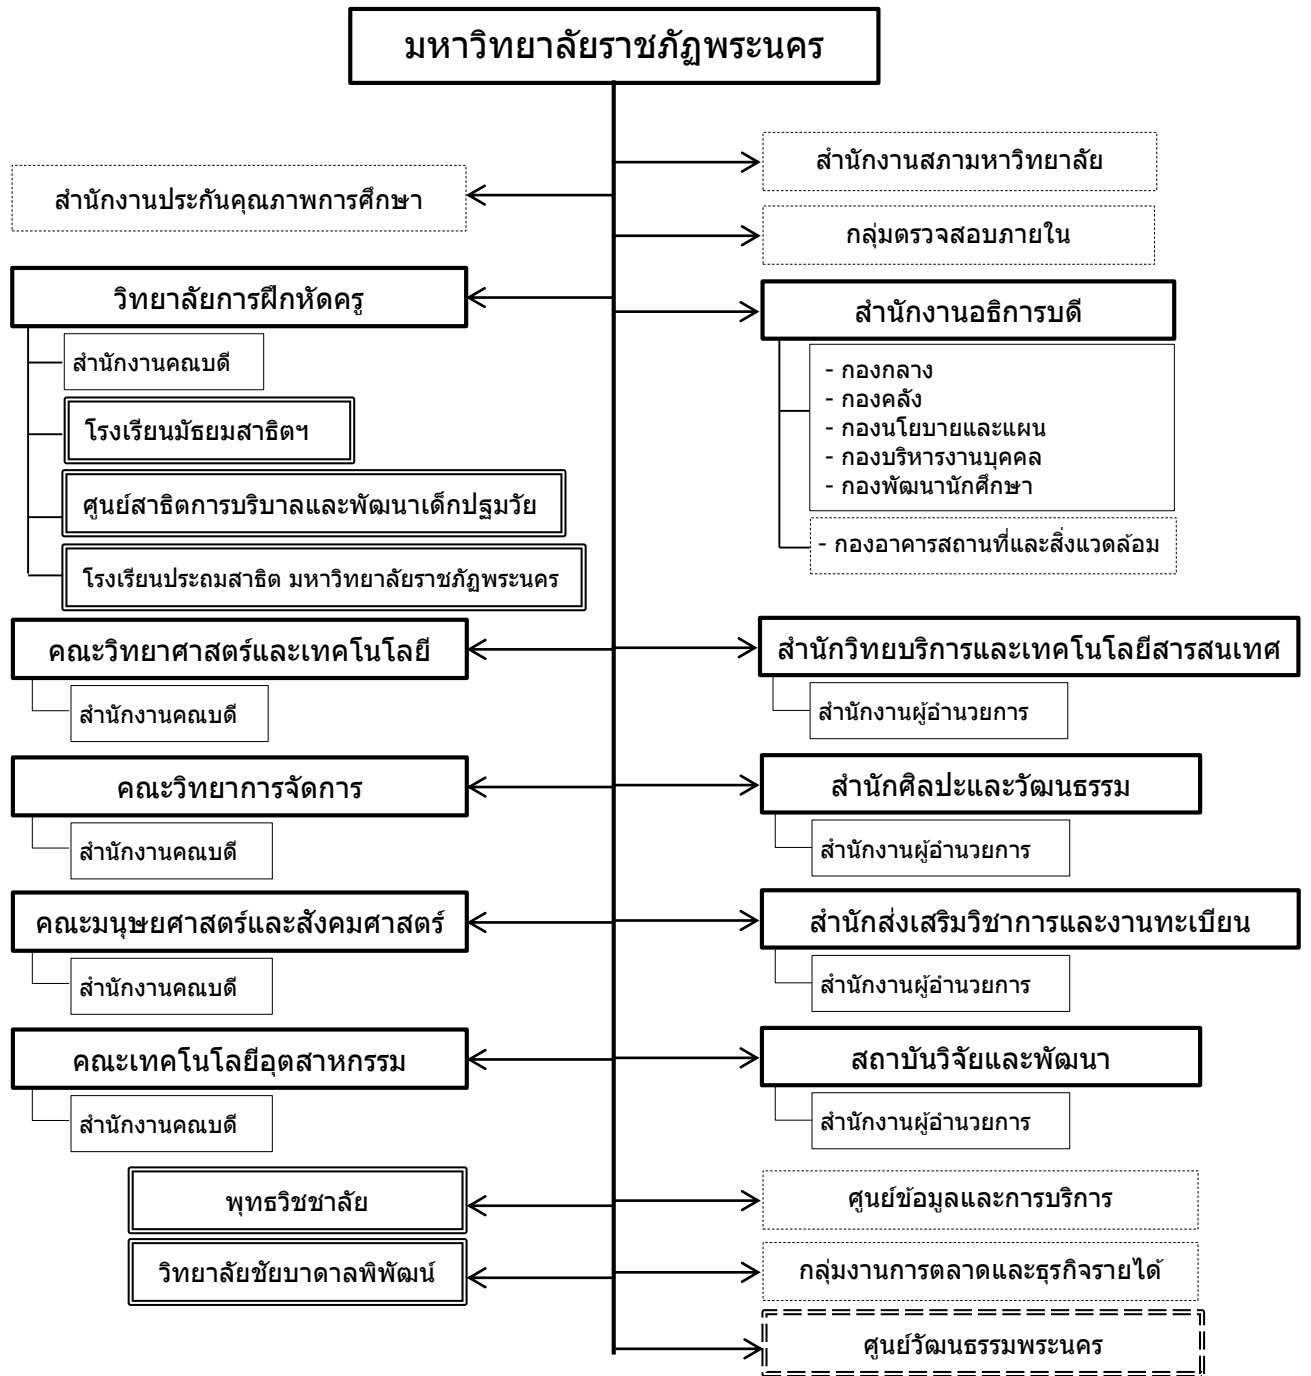 มหาวิทยาลัยราชภัฏพระนคร
สำนักงานสภามหาวิทยาลัย
สำนักงานประกันคุณภาพการศึกษา
กลุ่มตรวจสอบภายใน
วิทยาลัยการฝึกหัดครู
สำนักงานคณบดี
โรงเรียนมัธยมสาธิตฯ
ศูนย์สาธิตการบริบาลและพัฒนาเด็กปฐมวัย
โรงเรียนประถมสาธิต มหาวิทยาลัยราชภัฏพระนคร
สำนักงานอธิการบดี
- กองกลาง
- กองคลัง
- กองนโยบายและแผน
- กองบริหารงานบุคคล
- กองพัฒนานักศึกษา
- กองอาคารสถานที่และสิ่งแวดล้อม
คณะวิทยาศาสตร์และเทคโนโลยี
สำนักงานคณบดี
สำนักวิทยบริการและเทคโนโลยีสารสนเทศ
สำนักงานผู้อำนวยการ
คณะวิทยาการจัดการ
สำนักงานคณบดี
สำนักศิลปะและวัฒนธรรม
สำนักงานผู้อำนวยการ
คณะมนุษยศาสตร์และสังคมศาสตร์
สำนักงานคณบดี
สำนักส่งเสริมวิชาการและงานทะเบียน
สำนักงานผู้อำนวยการ
คณะเทคโนโลยีอุตสาหกรรม
สำนักงานคณบดี
สถาบันวิจัยและพัฒนา
สำนักงานผู้อำนวยการ
พุทธวิชชาลัย
ศูนย์ข้อมูลและการบริการ
วิทยาลัยชัยบาดาลพิพัฒน์
กลุ่มงานการตลาดและธุรกิจรายได้
ศูนย์วัฒนธรรมพระนคร